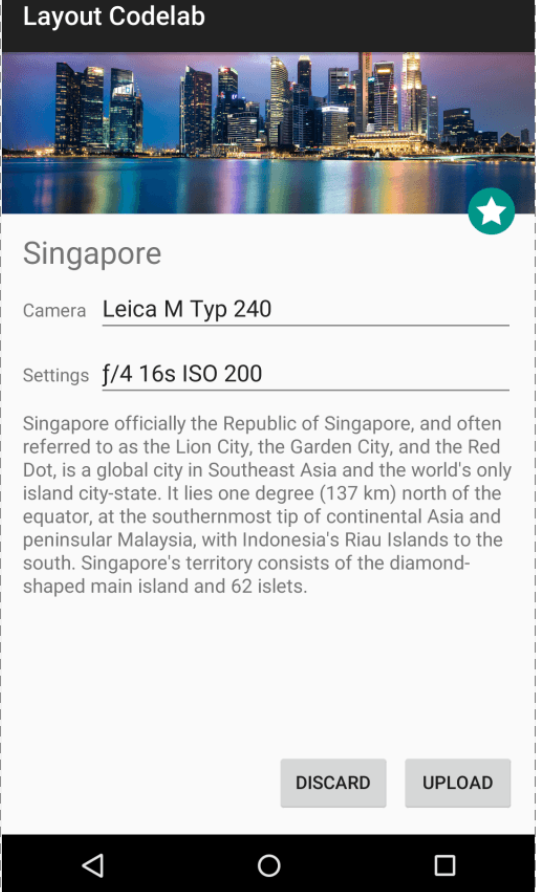 Layout Codelab
Singapore
Camera Leica M Typ 240
Settings ƒ/4 16s ISO 200
Singapore officially the Republic of Singapore, and often
referred to as the Lion City, the Garden City, and the Red
Dot, is a global city in Southeast Asia and the world's only
island city-state. It lies one degree (137 km) north of the
equator, at the southernmost tip of continental Asia and
peninsular Malaysia, with Indonesia's Riau Islands to the
south. Singapore's territory consists of the diamond-
shaped main island and 62 islets.
DISCARD UPLOAD